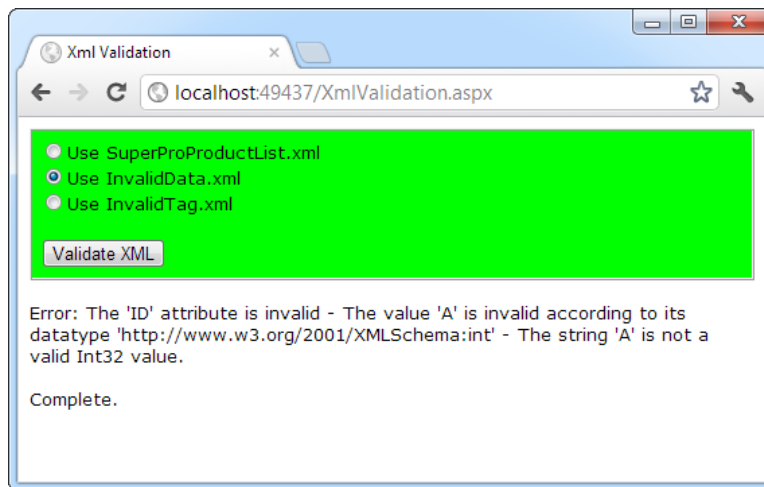 Xml Validation
localhost:49437/XmlValidation.aspx
Use SuperProProductList.xml
Use InvalidData.xml
Use InvalidTag.xml
Validate XML
Error: The 'ID' attribute is invalid - The value 'A' is invalid according to its
datatype 'http://www.w3.org/2001/XMLSchema:int' - The string 'A' is not a
valid Int32 value.
Complete.